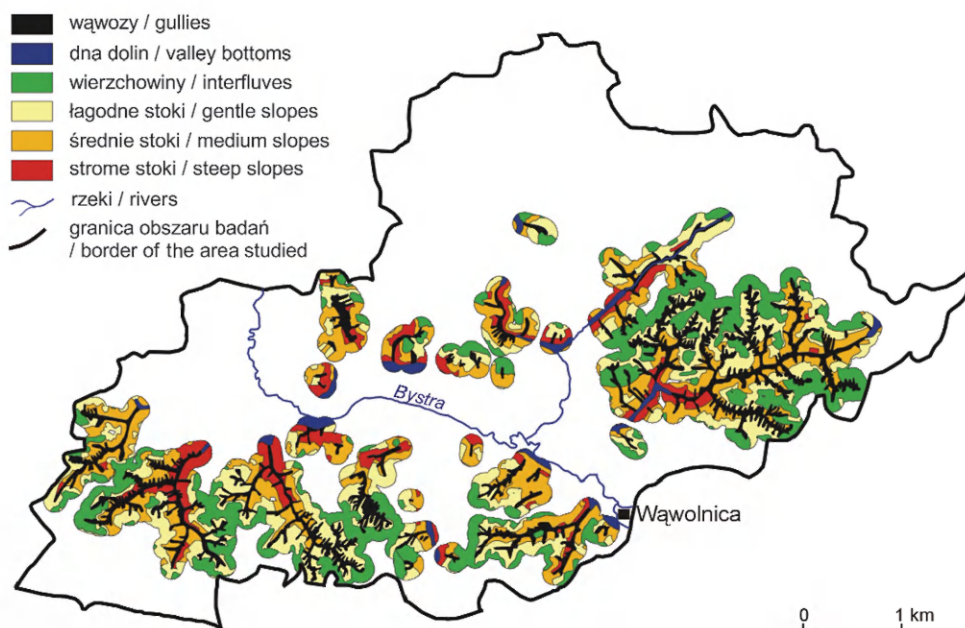 wąwozy / gullies
dna dolin / valley bottoms
wierzchowiny / interfluves
łagodne stoki / gentle slopes
średnie stoki / medium slopes
strome stoki / steep slopes
rzeki / rivers
granica obszaru badań
/ border of the area studied
Bystra
Wąwolnica
0 1 km